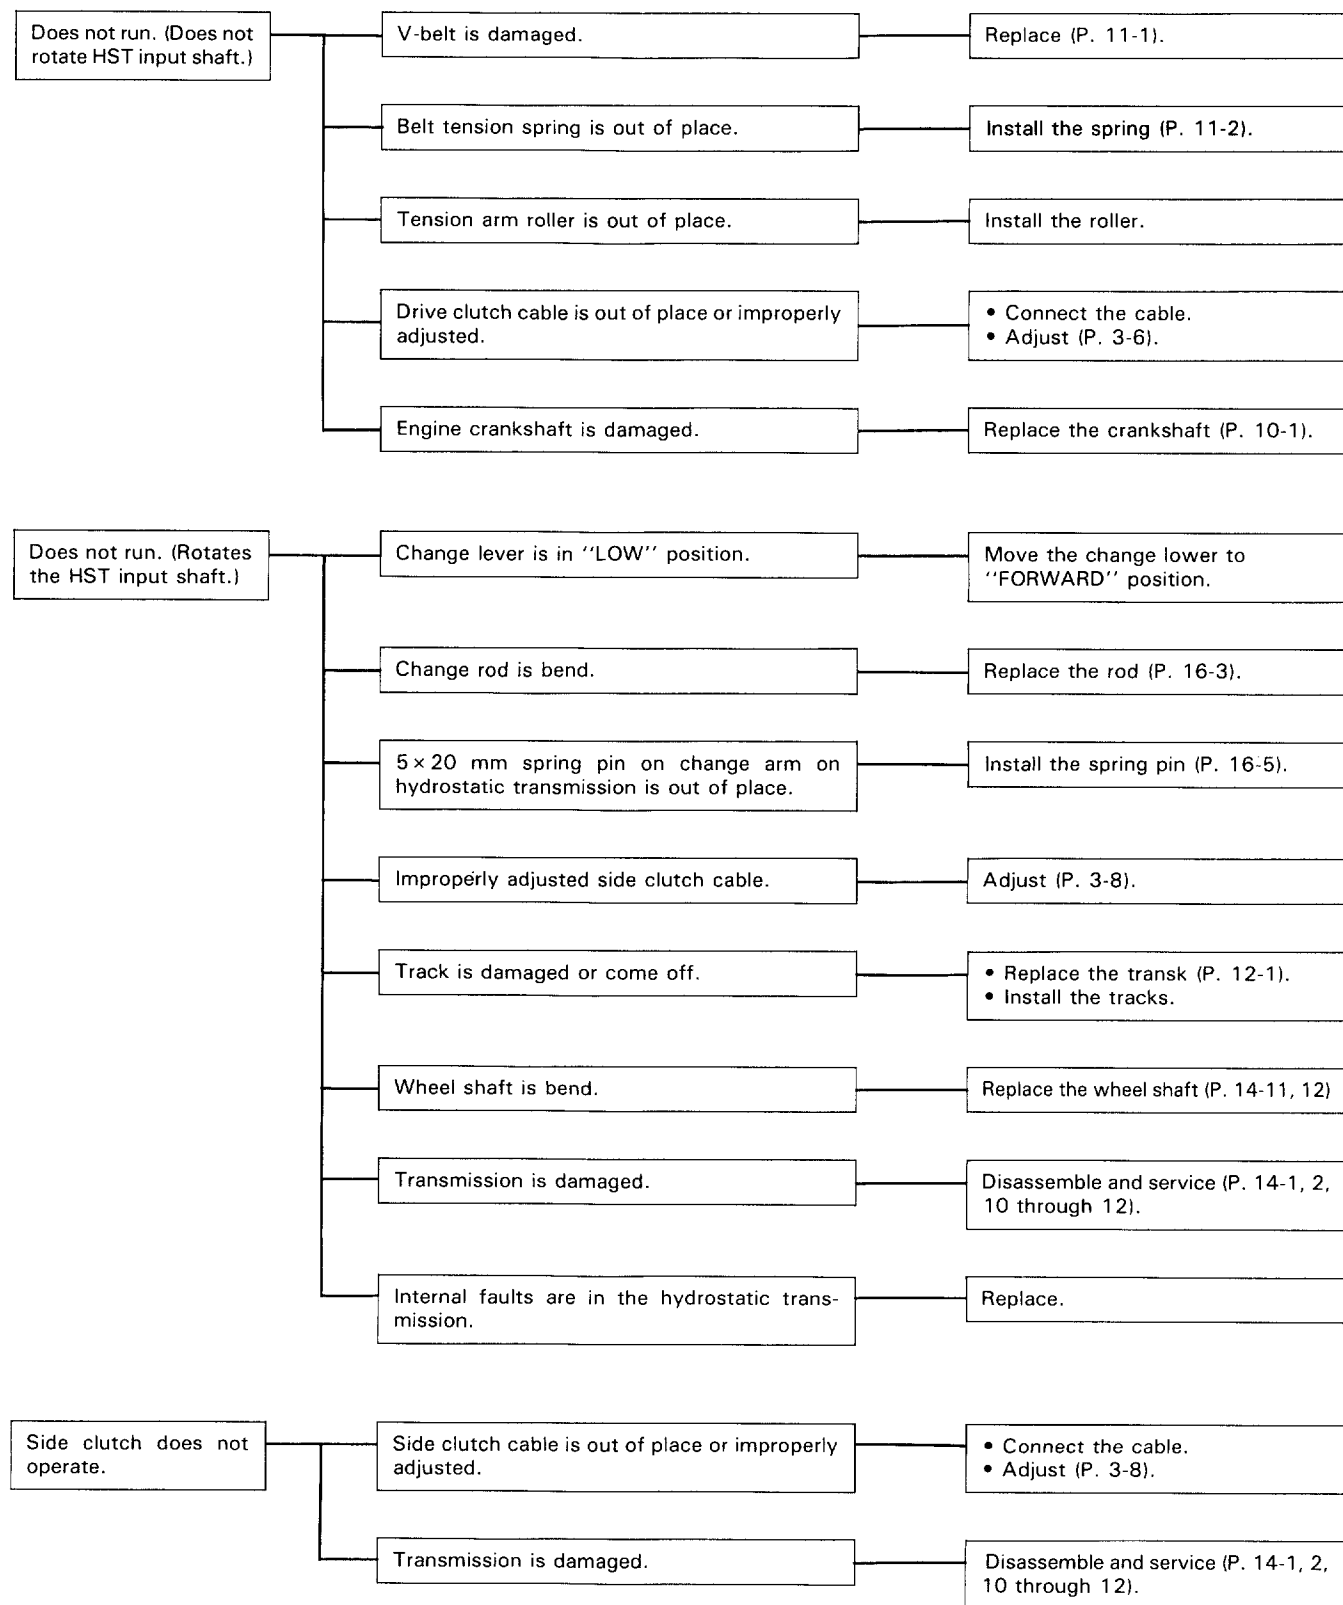 Does not run. (Does not
rotate HST input shaft.)
V-belt is damaged.
Replace (P. 11-1).
Belt tension spring is out of place.
Install the spring (P. 11-2).
Tension arm roller is out of place.
Install the roller.
Drive clutch cable is out of place or improperly
adjusted.
• Connect the cable.
• Adjust (P. 3-6).
Engine crankshaft is damaged.
Replace the crankshaft (P. 10-1).
Does not run. (Rotates
the HST input shaft.)
Change lever is in ‘‘LOW’’ position.
Move the change lower to
‘‘FORWARD’’ position.
Change rod is bend.
Replace the rod (P. 16-3).
5 × 20 mm spring pin on change arm on
hydrostatic transmission is out of place.
Install the spring pin (P. 16-5).
Improperly adjusted side clutch cable.
Adjust (P. 3-8).
Track is damaged or come off.
• Replace the transk (P. 12-1).
• Install the tracks.
Wheel shaft is bend.
Replace the wheel shaft (P. 14-11, 12)
Transmission is damaged.
Disassemble and service (P. 14-1, 2,
10 through 12).
Internal faults are in the hydrostatic trans-
mission.
Replace.
Side clutch does not
operate.
Side clutch cable is out of place or improperly
adjusted.
• Connect the cable.
• Adjust (P. 3-8).
Transmission is damaged.
Disassemble and service (P. 14-1, 2,
10 through 12).